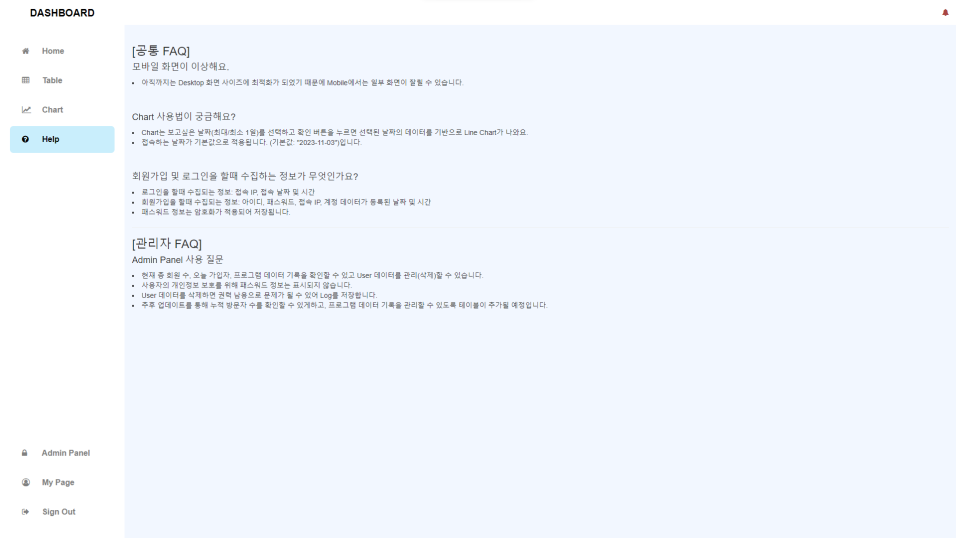 DASHBOARD
Home
Table
Chart
Help
Admin Panel
My Page
Sign Out
[공통 FAQ]
모바일 화면이 이상해요.
아직까지는 Desktop 화면 사이즈에 최적화가 되었기 때문에 Mobile에서는 일부 화면이 잘릴 수 있습니다.
Chart 사용법이 궁금해요?
Chart는 보고싶은 날짜(최대/최소 1일)를 선택하고 확인 버튼을 누르면 선택된 날짜의 데이터를 기반으로 Line Chart가 나와요.
접속하는 날짜가 기본값으로 적용됩니다. (기본값: "2023-11-03")입니다.
회원가입 및 로그인을 할때 수집하는 정보가 무엇인가요?
로그인을 할때 수집되는 정보: 접속 IP, 접속 날짜 및 시간
회원가입을 할때 수집되는 정보: 아이디, 패스워드, 접속 IP, 계정 데이터가 등록된 날짜 및 시간
패스워드 정보는 암호화가 적용되어 저장됩니다.
[관리자 FAQ]
Admin Panel 사용 질문
현재 총 회원 수, 오늘 가입자, 프로그램 데이터 기록을 확인할 수 있고 User 데이터를 관리(삭제)할 수 있습니다.
사용자의 개인정보 보호를 위해 패스워드 정보는 표시되지 않습니다.
User 데이터를 삭제하면 권력 남용으로 문제가 될 수 있어 Log를 저장합니다.
추후 업데이트를 통해 누적 방문자 수를 확인할 수 있게하고, 프로그램 데이터 기록을 관리할 수 있도록 테이블이 추가될 예정입니다.